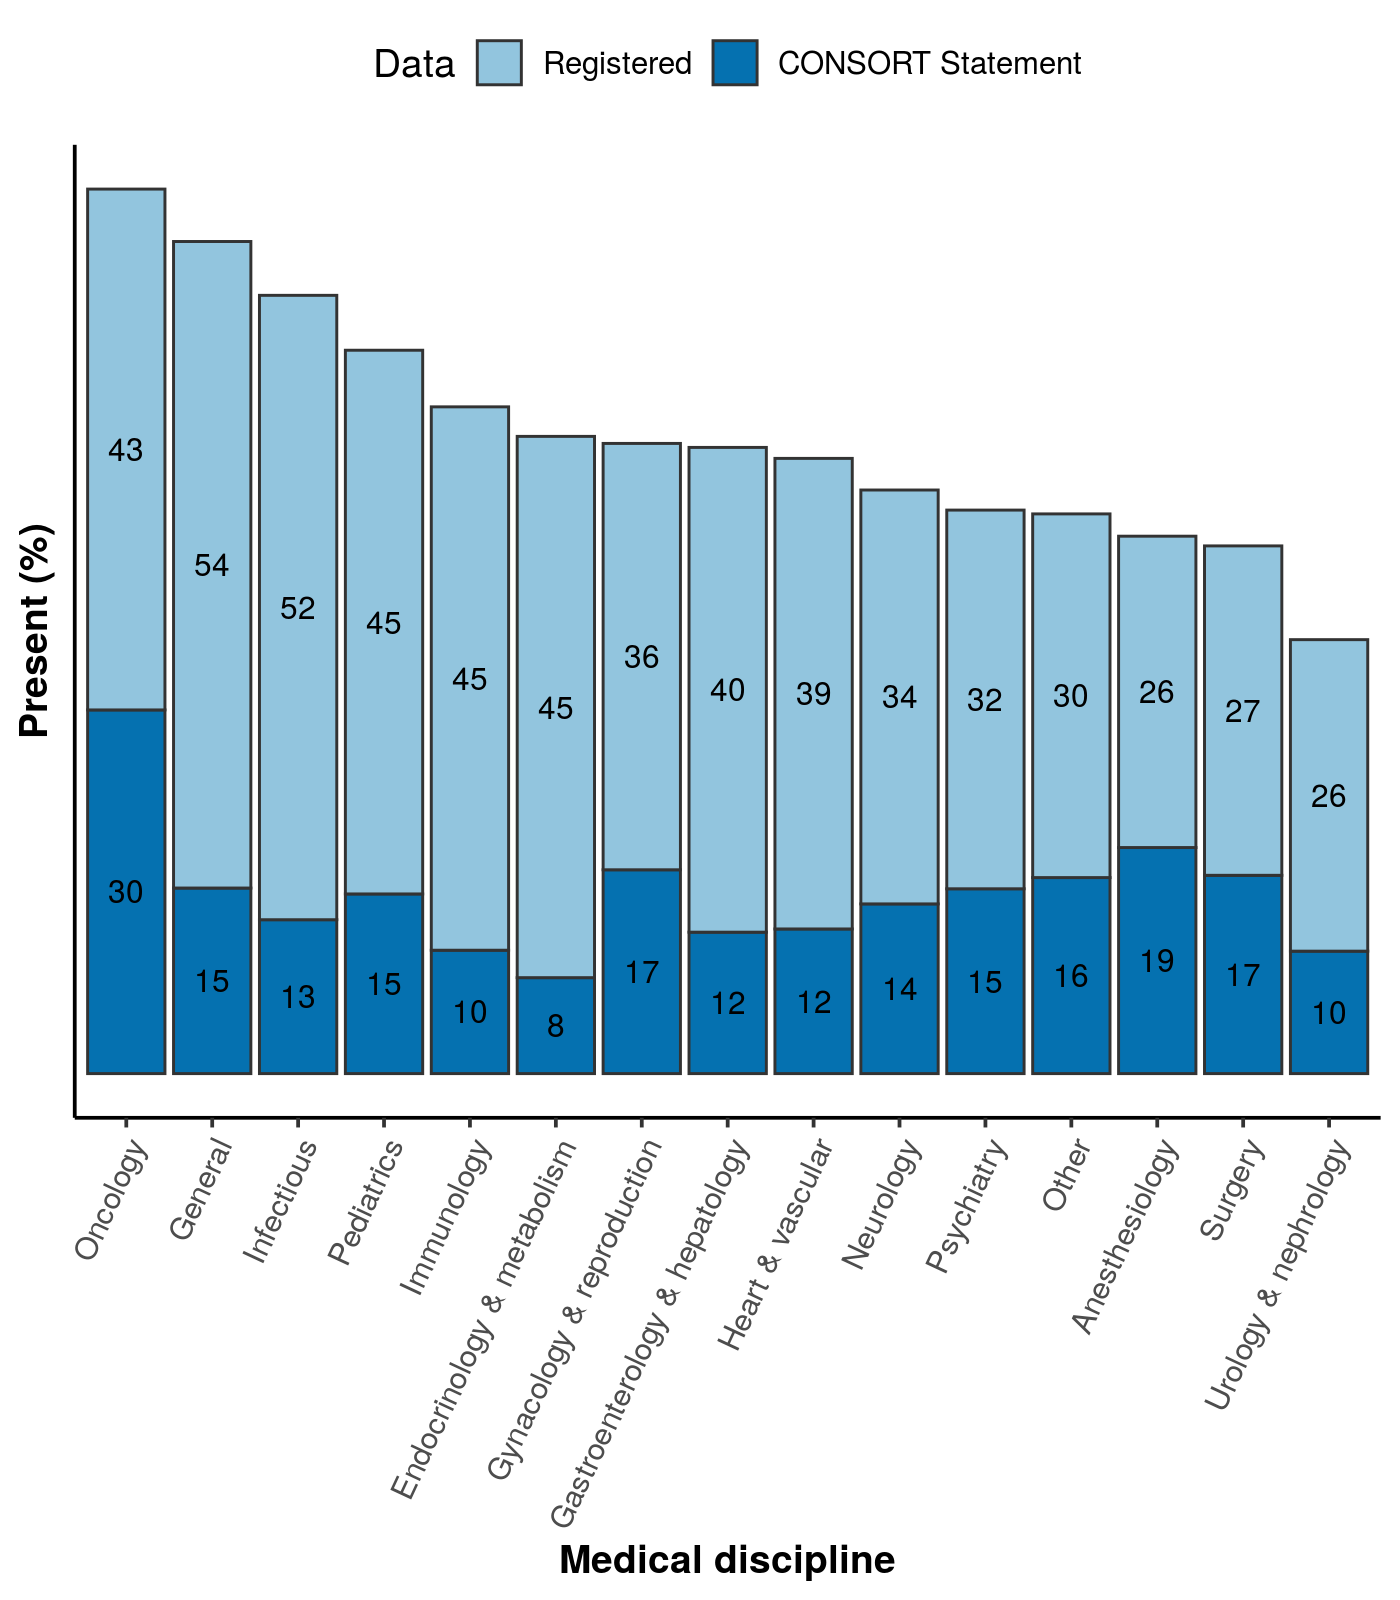 Data Registered CONSORT Statement
Present (%)
43 54 52 45 45 45 36 40 39 34 32 30 26 27 26
30 15 13 15 10 8 17 12 12 14 15 16 19 17 10
Oncology
General
Infectious
Pediatrics
Immunology
Endocrinology & metabolism
Gynacology & reproduction
Gastroenterology & hepatology
Heart & vascular
Neurology
Psychiatry
Other
Anesthesiology
Surgery
Urology & nephrology
Medical discipline